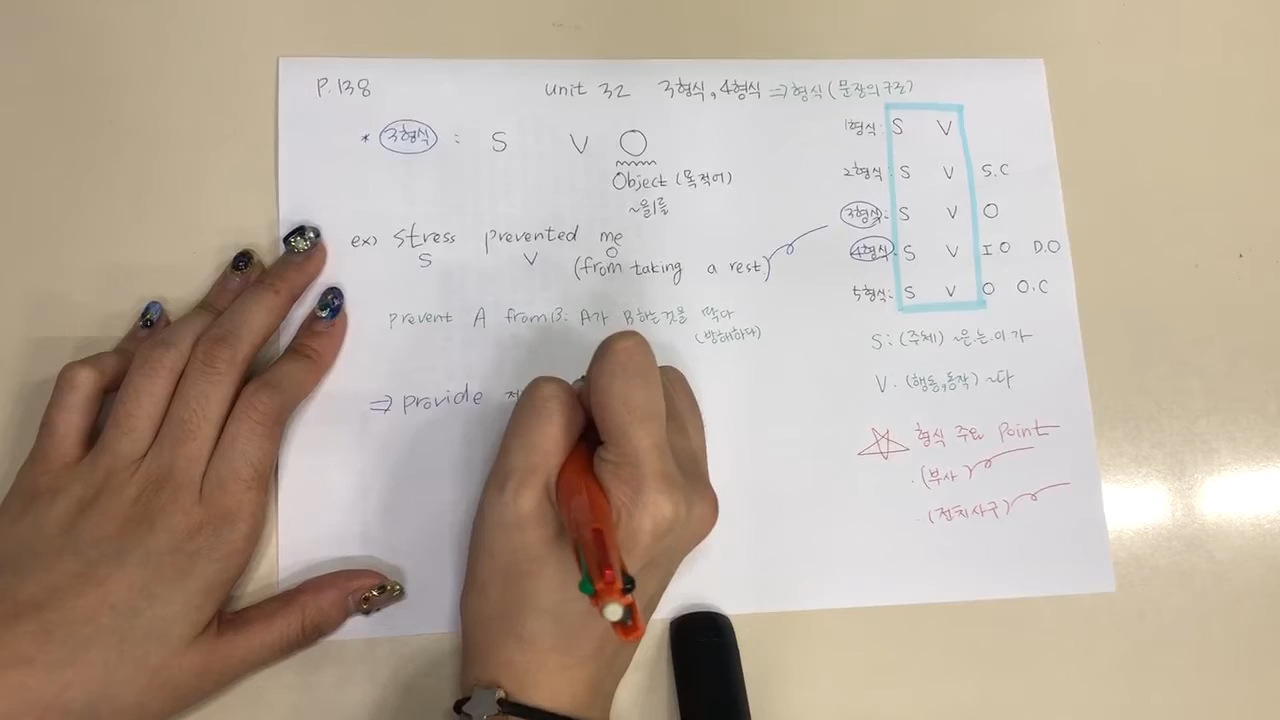 P.138
unit 32 3형식, 4형식 ⇒ 형식 (문장의 구조)
* 3형식 : S V O
Object (목적어)
~을/를
ex) stress prevented me
S V O
(from taking a rest)
prevent A from B : A가 B하는것을 막다
(방해하다)
⇒ provide
1형식: S V
2형식: S V S.C
3형식: S V O
4형식: S V I O D.O
5형식: S V O O.C
S : (주체) ~은.는.이.가
V : (행동,동작) ~다
☆ 형식 주요 point
· (부사)
· (전치사구)